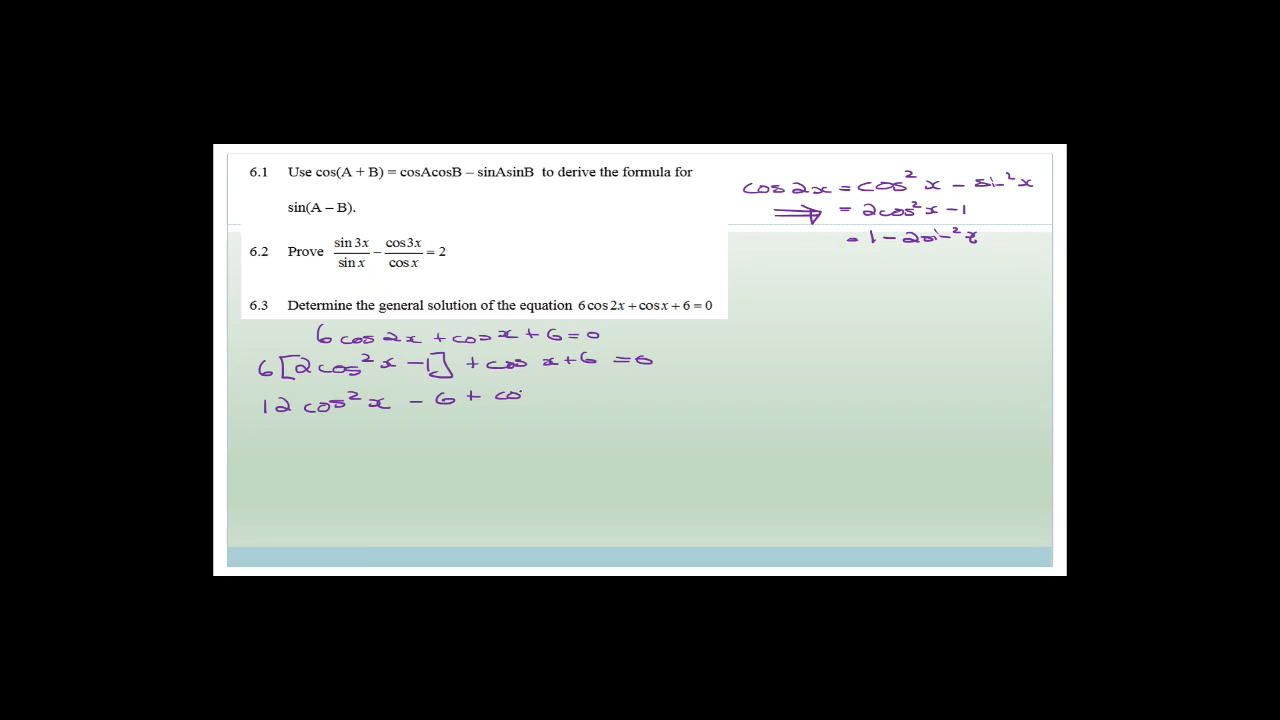 6.1 Use cos(A + B) = cosAcosB – sinAsinB to derive the formula for
sin(A – B).
6.2 Prove sin 3x / sin x – cos 3x / cos x = 2
6.3 Determine the general solution of the equation 6 cos 2x + cos x + 6 = 0
cos 2x = cos² x – sin² x
⇒ = 2cos² x – 1
= 1 – 2sin² x
6 cos 2x + cos x + 6 = 0
6 [2 cos² x – 1] + cos x + 6 = 0
12 cos² x – 6 + cos